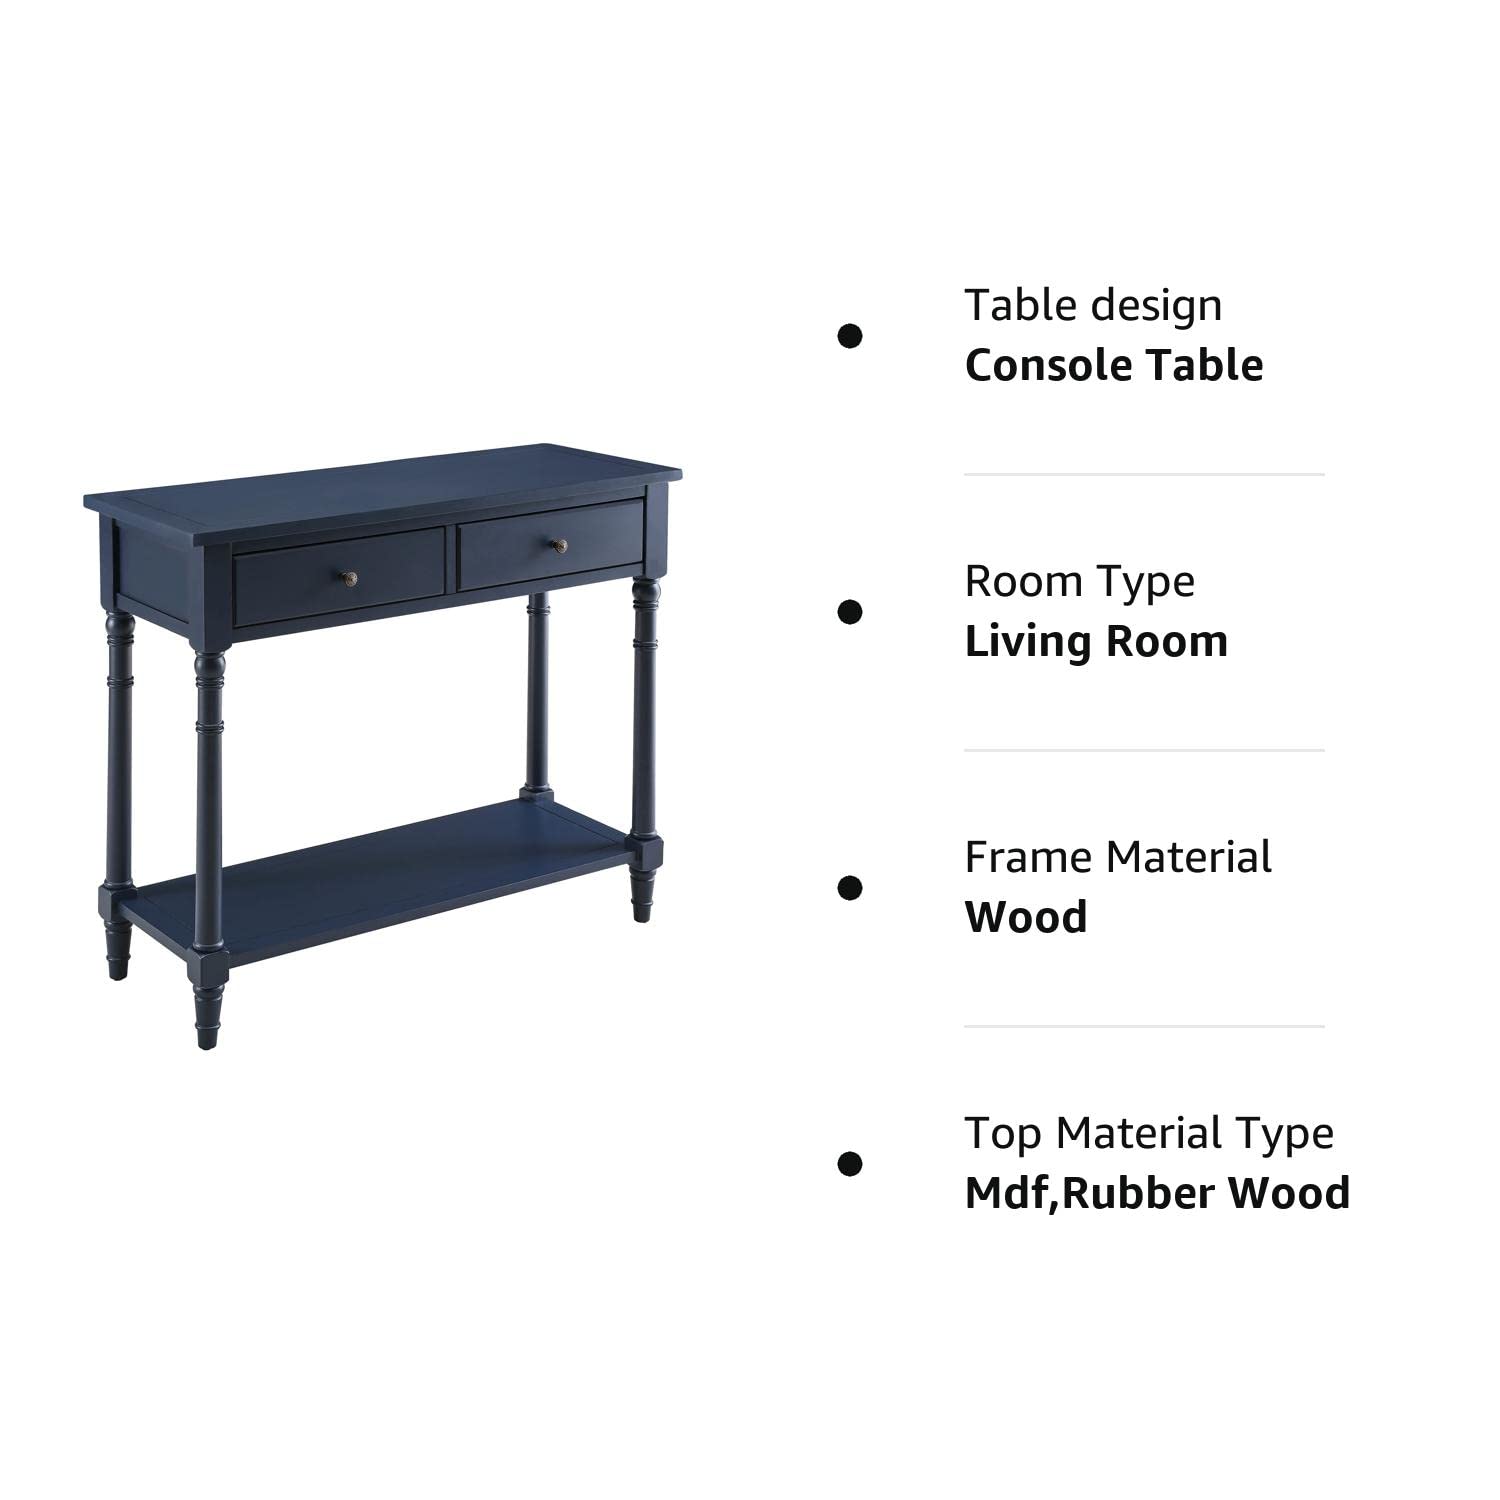 Table design
Console Table
Room Type
Living Room
Frame Material
Wood
Top Material Type
Mdf,Rubber Wood